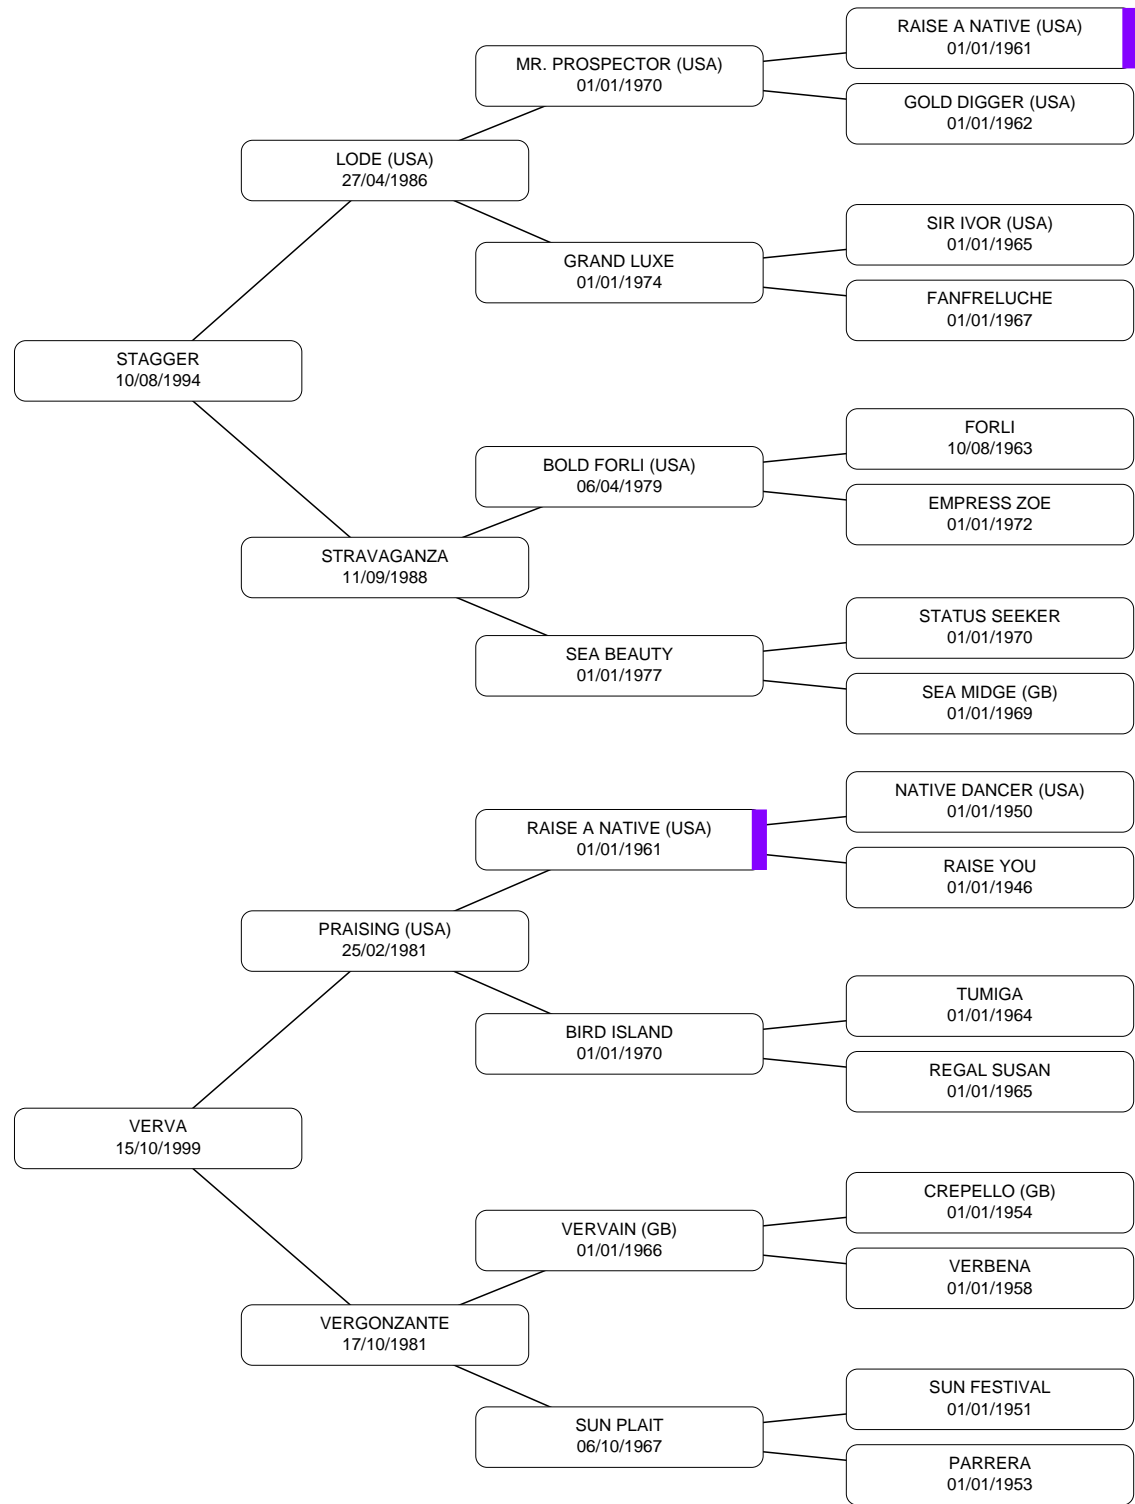 RAISE A NATIVE (USA)
01/01/1961
MR. PROSPECTOR (USA)
01/01/1970
GOLD DIGGER (USA)
01/01/1962
LODE (USA)
27/04/1986
SIR IVOR (USA)
01/01/1965
GRAND LUXE
01/01/1974
FANFRELUCHE
01/01/1967
STAGGER
10/08/1994
FORLI
10/08/1963
BOLD FORLI (USA)
06/04/1979
EMPRESS ZOE
01/01/1972
STRAVAGANZA
11/09/1988
STATUS SEEKER
01/01/1970
SEA BEAUTY
01/01/1977
SEA MIDGE (GB)
01/01/1969
NATIVE DANCER (USA)
01/01/1950
RAISE A NATIVE (USA)
01/01/1961
RAISE YOU
01/01/1946
PRAISING (USA)
25/02/1981
TUMIGA
01/01/1964
BIRD ISLAND
01/01/1970
REGAL SUSAN
01/01/1965
VERVA
15/10/1999
CREPELLO (GB)
01/01/1954
VERVAIN (GB)
01/01/1966
VERBENA
01/01/1958
VERGONZANTE
17/10/1981
SUN FESTIVAL
01/01/1951
SUN PLAIT
06/10/1967
PARRERA
01/01/1953